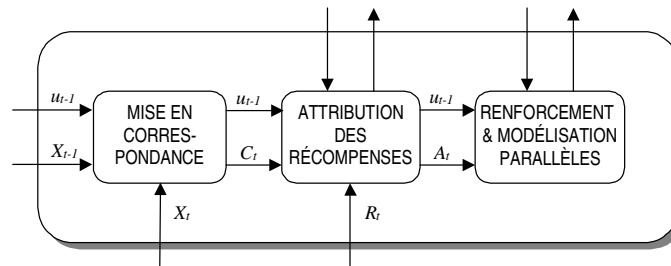 u_{t-1}
X_{t-1}
MISE EN
CORRES-
PONDANCE
u_{t-1}
C_t
ATTRIBUTION
DES
RÉCOMPENSES
u_{t-1}
A_t
RENFORCEMENT
& MODÉLISATION
PARALLÈLES
X_t
R_t